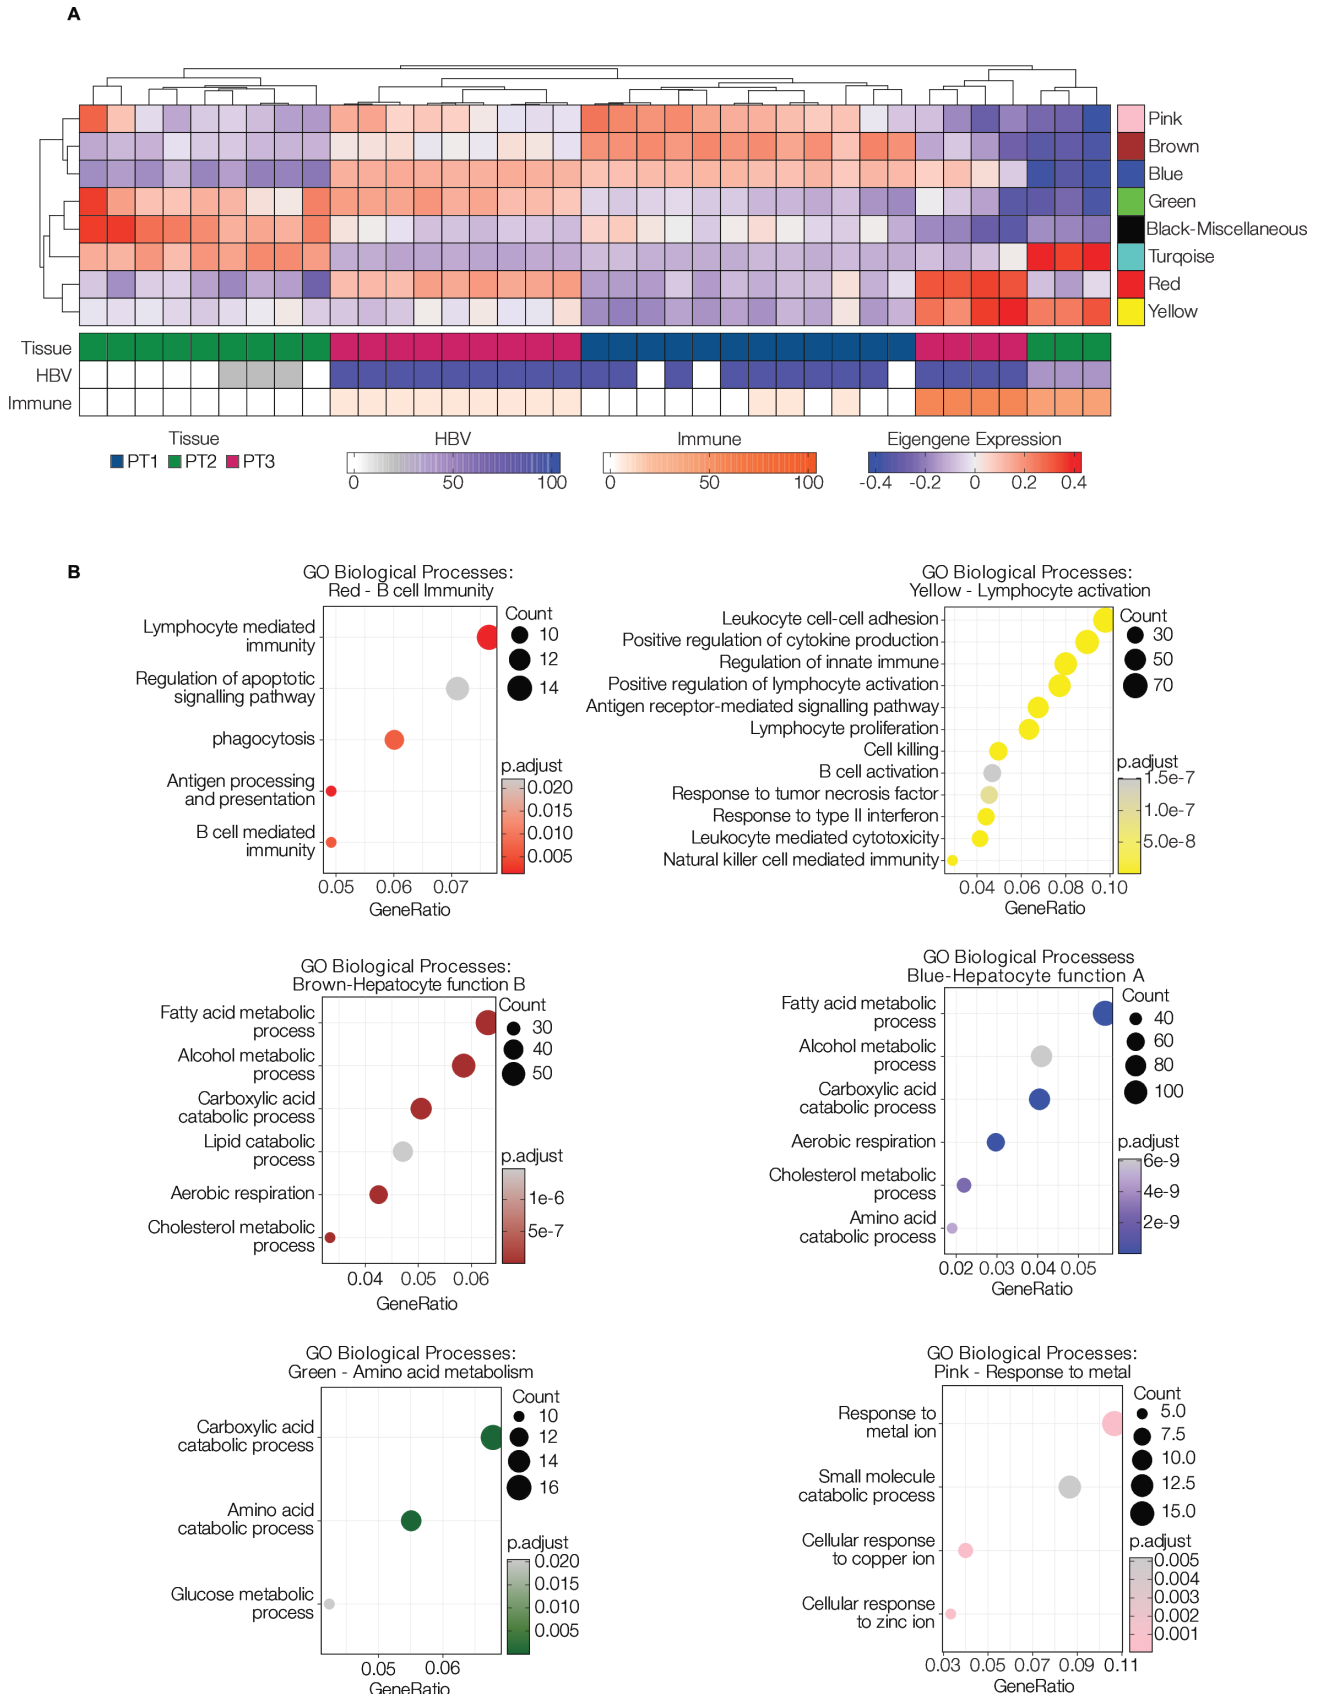 A
Pink
Brown
Blue
Green
Black-Miscellaneous
Turqoise
Red
Yellow
Tissue
HBV
Immune
Tissue
PT1 PT2 PT3
HBV
0 50 100
Immune
0 50 100
Eigengene Expression
-0.4 -0.2 0 0.2 0.4
B
GO Biological Processes:
Red - B cell Immunity
Lymphocyte mediated
immunity
Regulation of apoptotic
signalling pathway
phagocytosis
Antigen processing
and presentation
B cell mediated
immunity
0.05 0.06 0.07
GeneRatio
Count
10
12
14
p.adjust
0.020
0.015
0.010
0.005
GO Biological Processes:
Yellow - Lymphocyte activation
Leukocyte cell-cell adhesion
Positive regulation of cytokine production
Regulation of innate immune
Positive regulation of lymphocyte activation
Antigen receptor-mediated signalling pathway
Lymphocyte proliferation
Cell killing
B cell activation
Response to tumor necrosis factor
Response to type II interferon
Leukocyte mediated cytotoxicity
Natural killer cell mediated immunity
0.04 0.06 0.08 0.10
GeneRatio
Count
30
50
70
p.adjust
1.5e-7
1.0e-7
5.0e-8
GO Biological Processes:
Brown-Hepatocyte function B
Fatty acid metabolic
process
Alcohol metabolic
process
Carboxylic acid
catabolic process
Lipid catabolic
process
Aerobic respiration
Cholesterol metabolic
process
0.04 0.05 0.06
GeneRatio
Count
30
40
50
p.adjust
1e-6
5e-7
GO Biological Processess
Blue-Hepatocyte function A
Fatty acid metabolic
process
Alcohol metabolic
process
Carboxylic acid
catabolic process
Aerobic respiration
Cholesterol metabolic
process
Amino acid
catabolic process
0.02 0.03 0.04 0.05
GeneRatio
Count
40
60
80
100
p.adjust
6e-9
4e-9
2e-9
GO Biological Processes:
Green - Amino acid metabolism
Carboxylic acid
catabolic process
Amino acid
catabolic process
Glucose metabolic
process
0.05 0.06
GeneRatio
Count
10
12
14
16
p.adjust
0.020
0.015
0.010
0.005
GO Biological Processes:
Pink - Response to metal
Response to
metal ion
Small molecule
catabolic process
Cellular response
to copper ion
Cellular response
to zinc ion
0.03 0.05 0.07 0.09 0.11
GeneRatio
Count
5.0
7.5
10.0
12.5
15.0
p.adjust
0.005
0.004
0.003
0.002
0.001